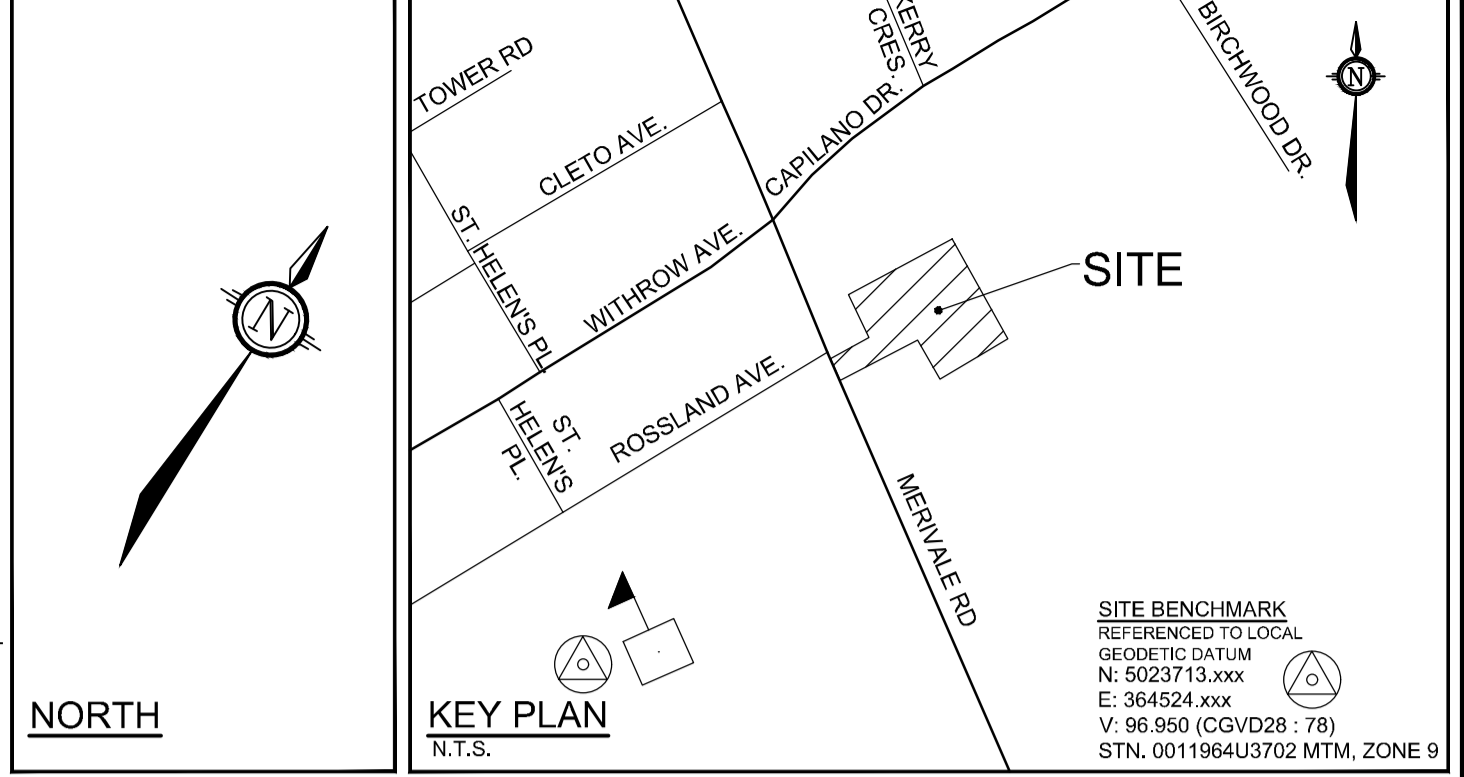 N
NORTH
TOWER RD
CLETO AVE.
ST. HELEN'S PL.
WITHROW AVE.
CAPILANO DR.
KERRY
CRES.
BIRCHWOOD DR.
N
SITE
ROSSLAND AVE.
ST.
HELEN'S
PL.
MERIVALE RD
KEY PLAN
N.T.S.
SITE BENCHMARK
REFERENCED TO LOCAL
GEODETIC DATUM
N: 5023713.xxx
E: 364524.xxx
V: 96.950 (CGVD28 : 78)
STN. 0011964U3702 MTM, ZONE 9